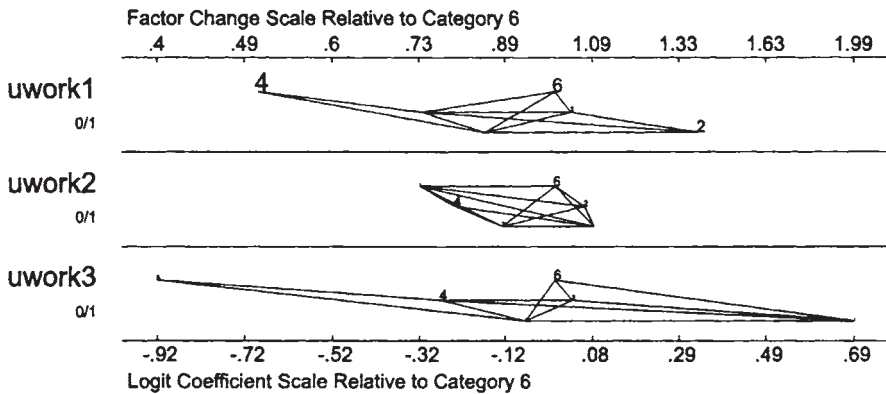 Factor Change Scale Relative to Category 6
.4 .49 .6 .73 .89 1.09 1.33 1.63 1.99
uwork1
4 6
1
0/1
2
uwork2
6
4
0/1
uwork3
6
4
0/1
-.92 -.72 -.52 -.32 -.12 .08 .29 .49 .69
Logit Coefficient Scale Relative to Category 6